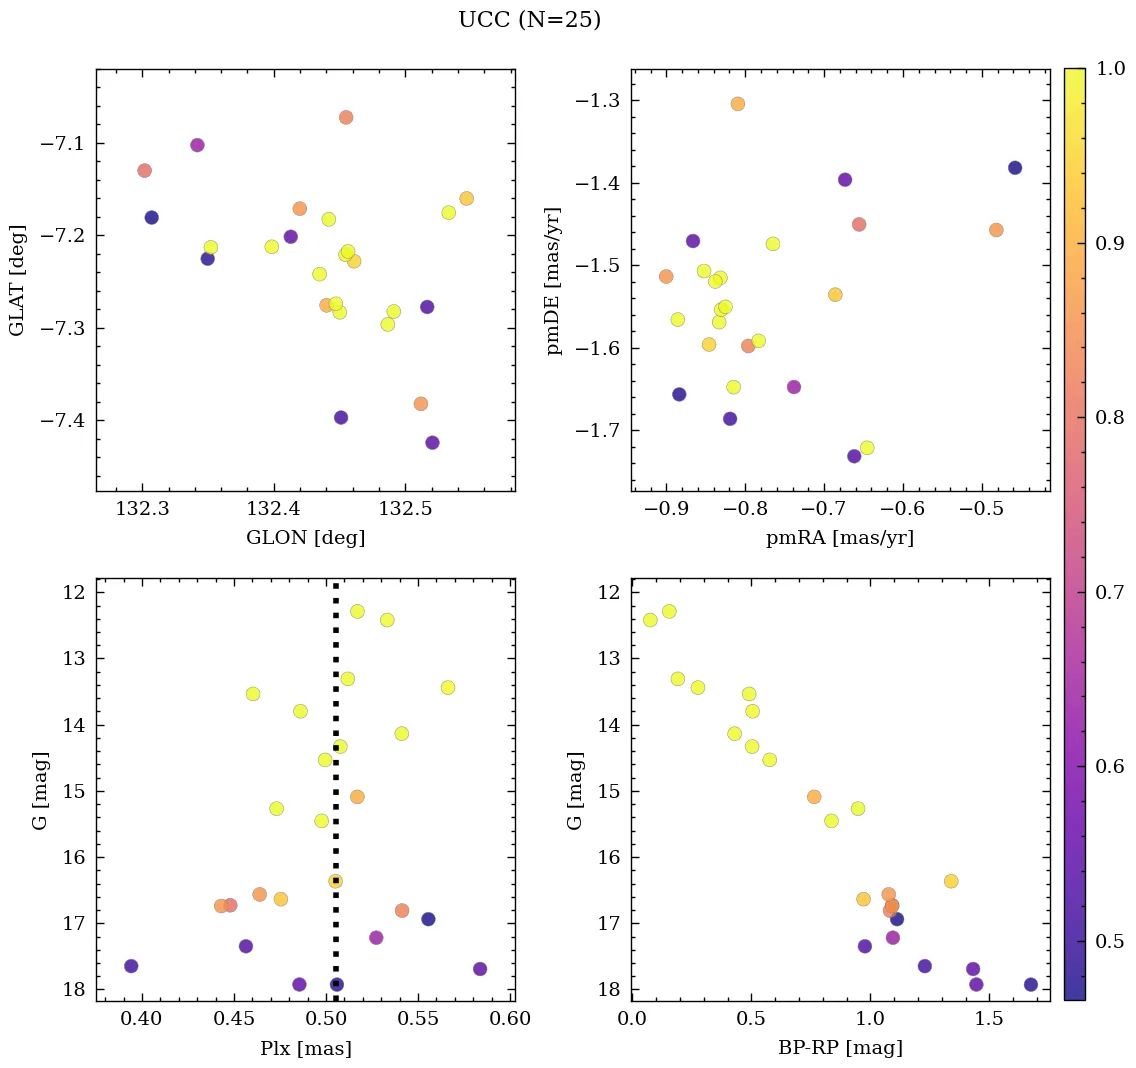 UCC (N=25)
−7.1
−7.2
−7.3
−7.4
GLAT [deg]
132.3 132.4 132.5
GLON [deg]
−1.3
−1.4
−1.5
−1.6
−1.7
pmDE [mas/yr]
−0.9 −0.8 −0.7 −0.6 −0.5
pmRA [mas/yr]
1.0
0.9
0.8
0.7
0.6
0.5
12
13
14
15
16
17
18
G [mag]
0.40 0.45 0.50 0.55 0.60
Plx [mas]
12
13
14
15
16
17
18
G [mag]
0.0 0.5 1.0 1.5
BP-RP [mag]